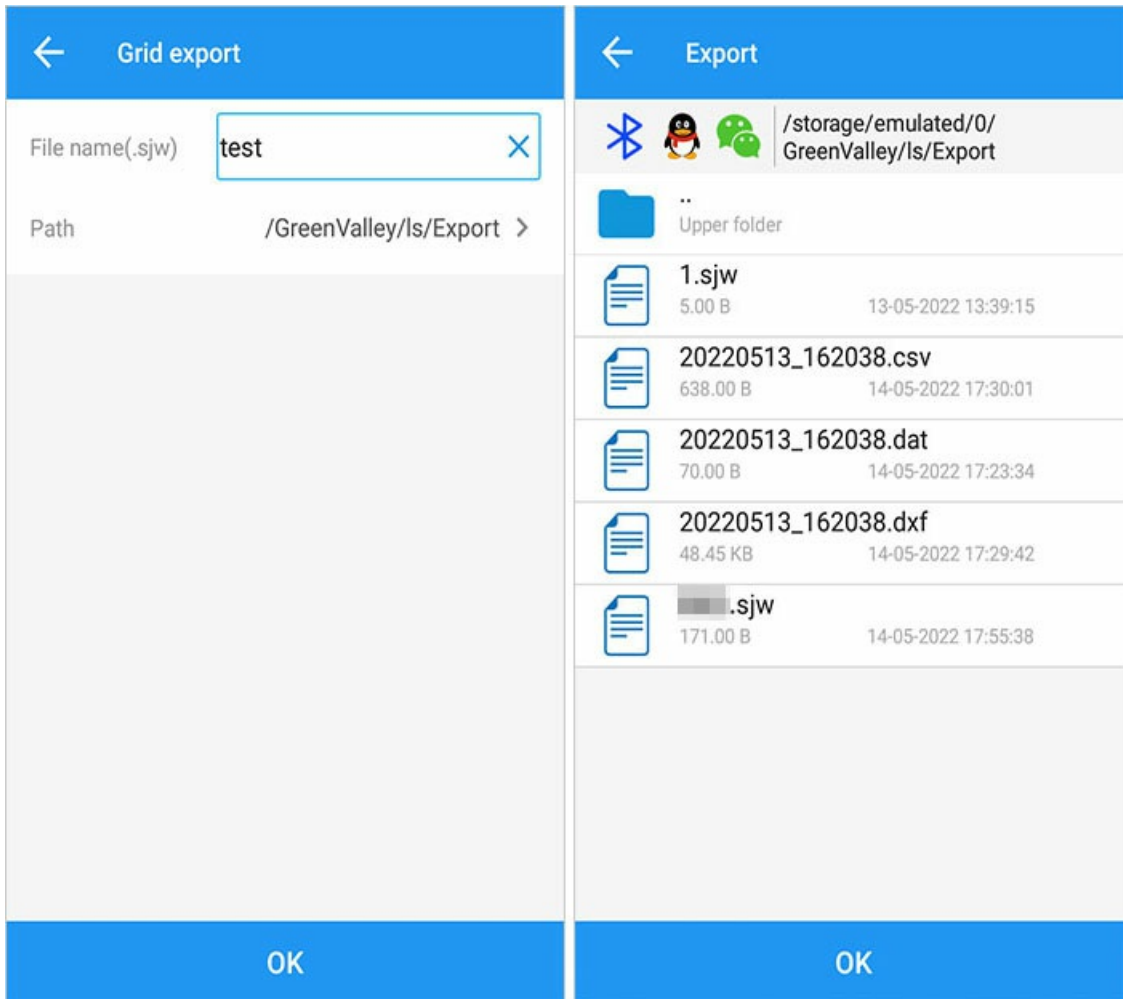 Grid export
File name(.sjw)
test
Path
/GreenValley/ls/Export
OK
Export
/storage/emulated/0/
GreenValley/ls/Export
..
Upper folder
1.sjw
5.00 B 13-05-2022 13:39:15
20220513_162038.csv
638.00 B 14-05-2022 17:30:01
20220513_162038.dat
70.00 B 14-05-2022 17:23:34
20220513_162038.dxf
48.45 KB 14-05-2022 17:29:42
.sjw
171.00 B 14-05-2022 17:55:38
OK